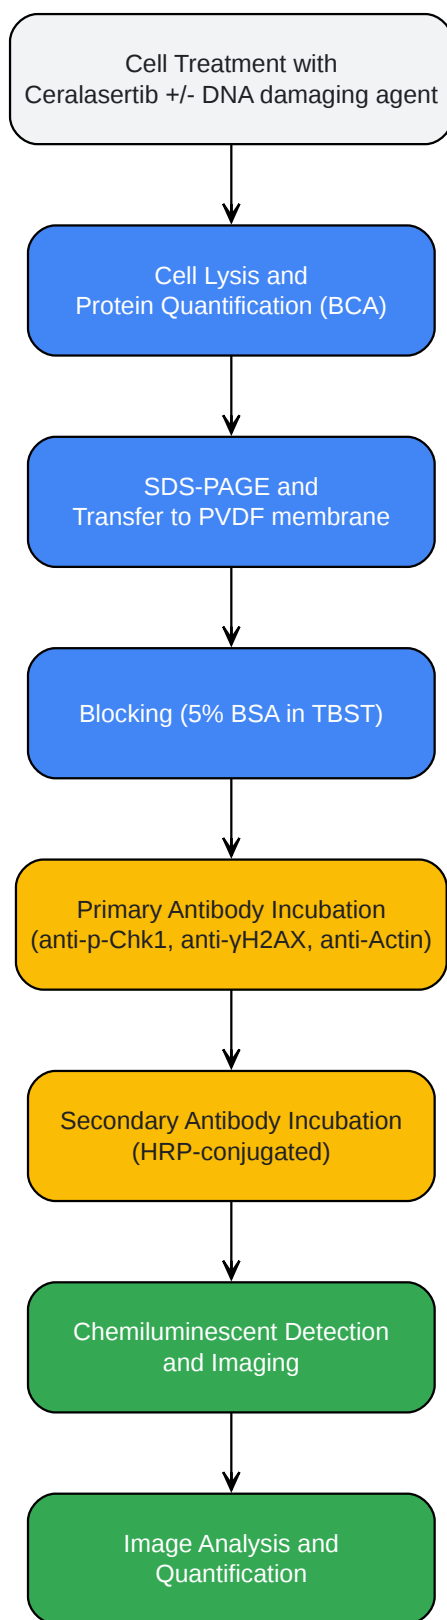 Cell Treatment with
Ceralasertib +/- DNA damaging agent
Cell Lysis and
Protein Quantification (BCA)
SDS-PAGE and
Transfer to PVDF membrane
Blocking (5% BSA in TBST)
Primary Antibody Incubation
(anti-p-Chk1, anti-γH2AX, anti-Actin)
Secondary Antibody Incubation
(HRP-conjugated)
Chemiluminescent Detection
and Imaging
Image Analysis and
Quantification